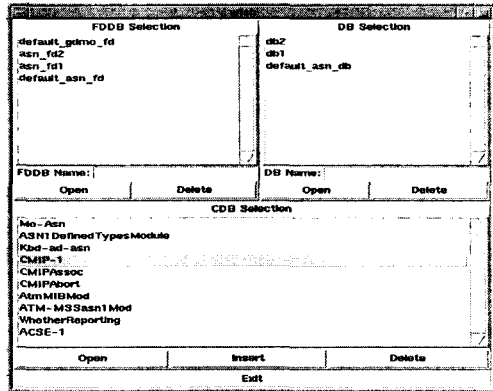 FDDB Selection
default_gdmo_fd
asn_fd2
asn_fd1
default_asn_fd
FDDB Name:
Open Delete
DB Selection
db2
db1
default_asn_db
DB Name:
Open Delete
CDB Selection
Mo-Asn
ASN1DefinedTypesModule
Kbd-ad-asn
CMIP-1
CMIPAssoc
CMIPAbort
AtmMIBMod
ATM-MSSasn1Mod
WhetherReporting
ACSE-1
Open Insert Delete
Exit